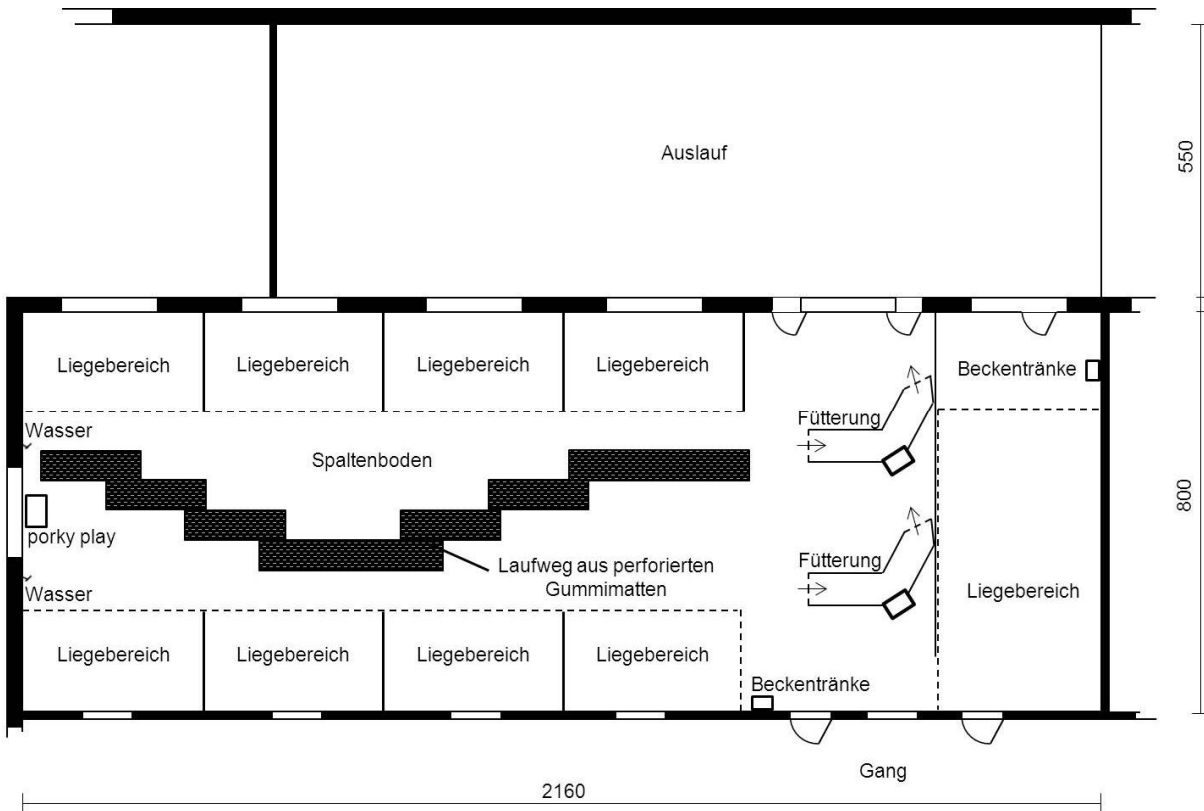 Auslauf
550
Liegebereich
Liegebereich
Liegebereich
Liegebereich
Beckentränke
Wasser
Fütterung
Spaltenboden
800
porky play
Laufweg aus perforierten
Gummimatten
Fütterung
Wasser
Liegebereich
Liegebereich
Liegebereich
Liegebereich
Liegebereich
Beckentränke
Gang
2160